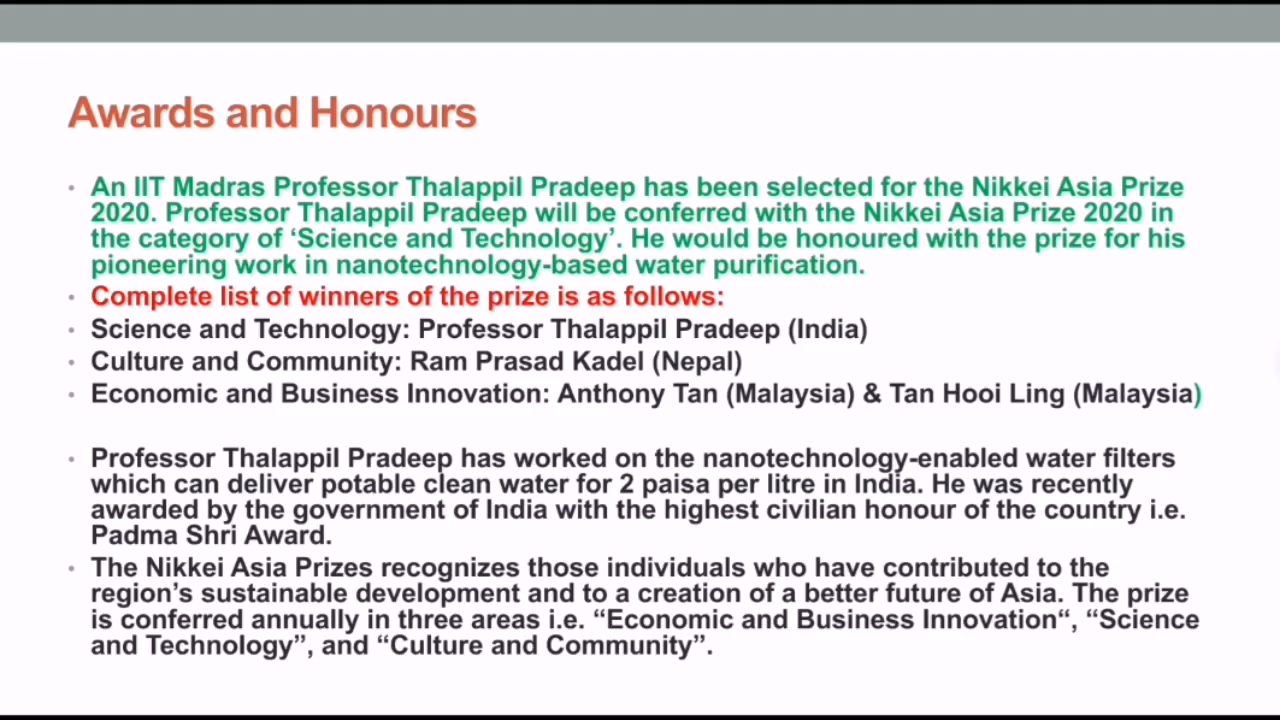 Awards and Honours
• An IIT Madras Professor Thalappil Pradeep has been selected for the Nikkei Asia Prize
2020. Professor Thalappil Pradeep will be conferred with the Nikkei Asia Prize 2020 in
the category of ‘Science and Technology’. He would be honoured with the prize for his
pioneering work in nanotechnology-based water purification.
• Complete list of winners of the prize is as follows:
• Science and Technology: Professor Thalappil Pradeep (India)
• Culture and Community: Ram Prasad Kadel (Nepal)
• Economic and Business Innovation: Anthony Tan (Malaysia) & Tan Hooi Ling (Malaysia)
• Professor Thalappil Pradeep has worked on the nanotechnology-enabled water filters
which can deliver potable clean water for 2 paisa per litre in India. He was recently
awarded by the government of India with the highest civilian honour of the country i.e.
Padma Shri Award.
• The Nikkei Asia Prizes recognizes those individuals who have contributed to the
region’s sustainable development and to a creation of a better future of Asia. The prize
is conferred annually in three areas i.e. “Economic and Business Innovation“, “Science
and Technology”, and “Culture and Community”.